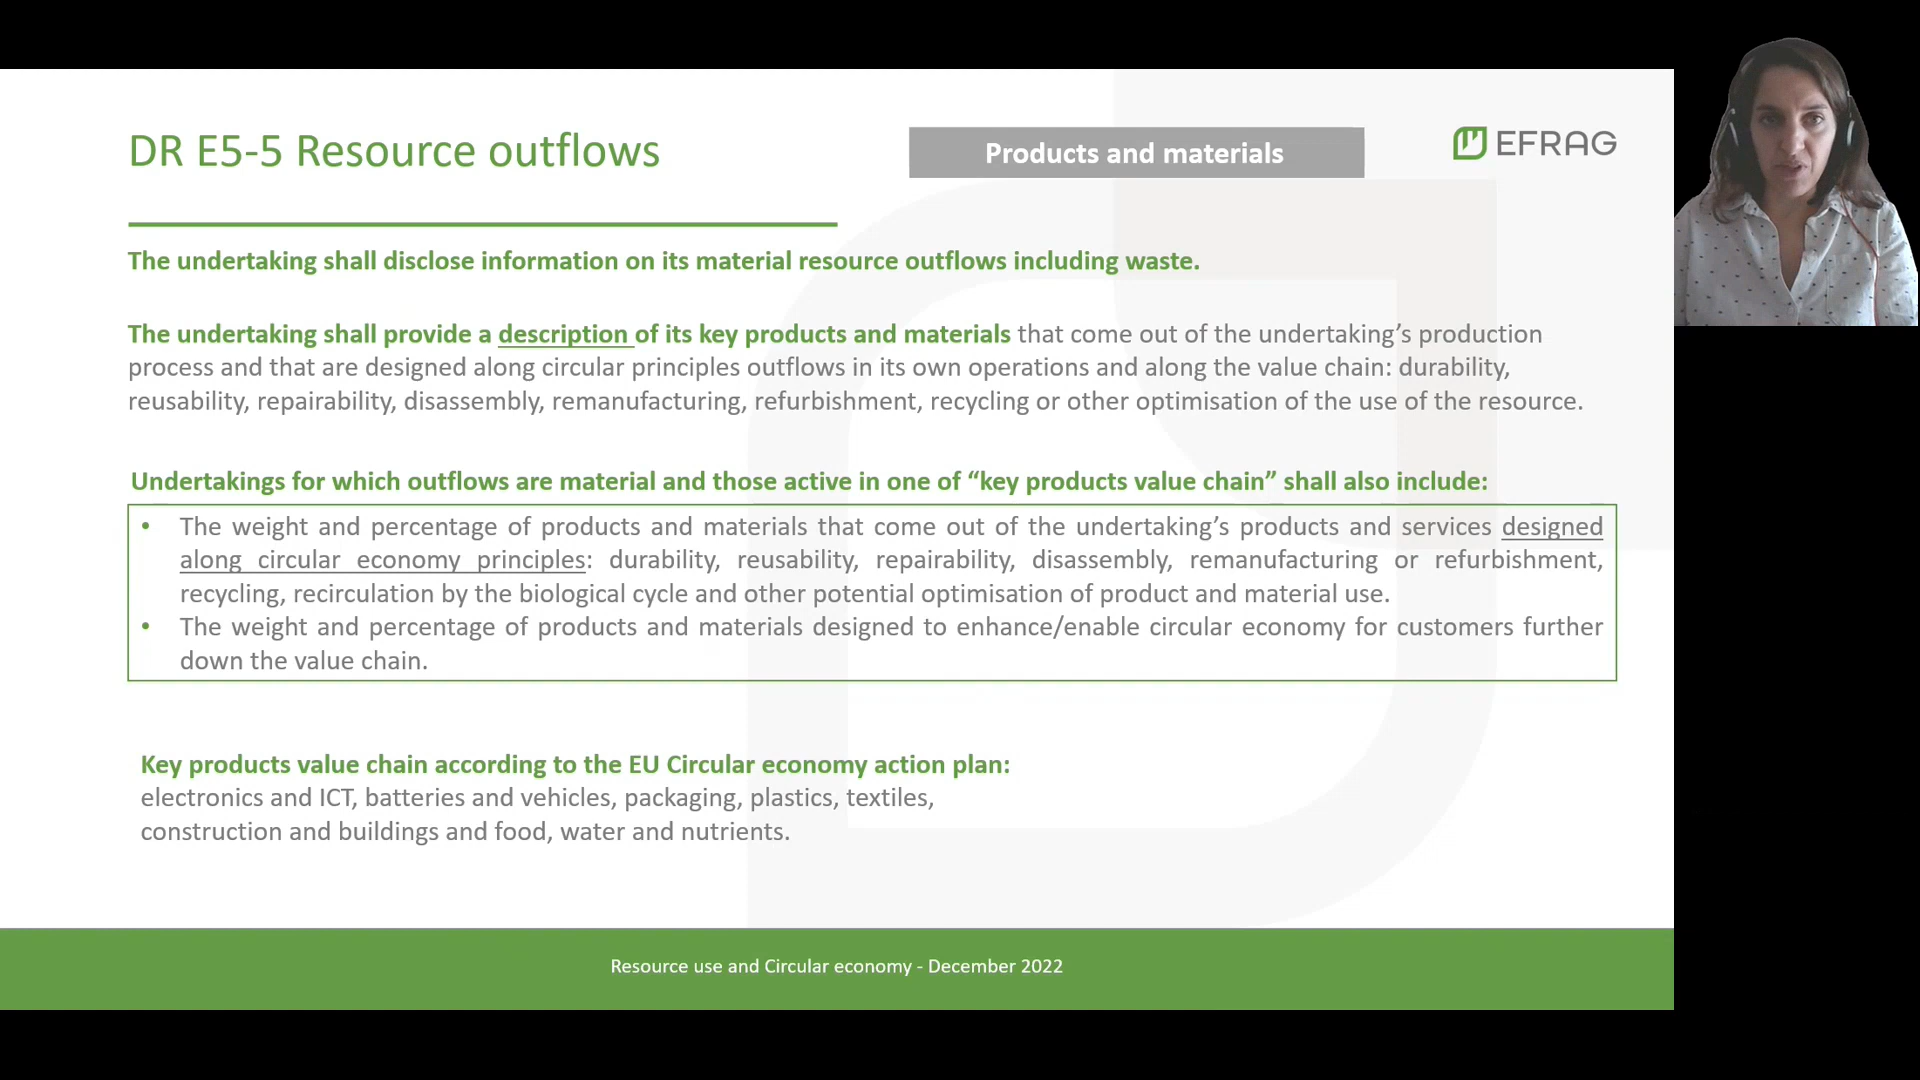 DR E5-5 Resource outflows
Products and materials
EFRAG
The undertaking shall disclose information on its material resource outflows including waste.
The undertaking shall provide a description of its key products and materials that come out of the undertaking’s production
process and that are designed along circular principles outflows in its own operations and along the value chain: durability,
reusability, repairability, disassembly, remanufacturing, refurbishment, recycling or other optimisation of the use of the resource.
Undertakings for which outflows are material and those active in one of “key products value chain” shall also include:
• The weight and percentage of products and materials that come out of the undertaking’s products and services designed
along circular economy principles: durability, reusability, repairability, disassembly, remanufacturing or refurbishment,
recycling, recirculation by the biological cycle and other potential optimisation of product and material use.
• The weight and percentage of products and materials designed to enhance/enable circular economy for customers further
down the value chain.
Key products value chain according to the EU Circular economy action plan:
electronics and ICT, batteries and vehicles, packaging, plastics, textiles,
construction and buildings and food, water and nutrients.
Resource use and Circular economy - December 2022